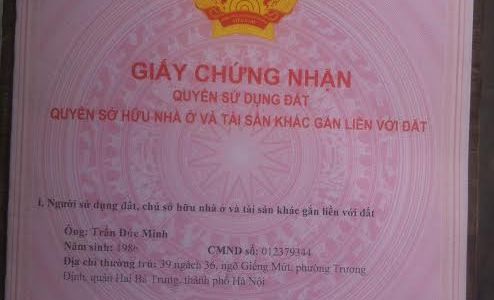 GIẤY CHỨNG NHẬN
QUYỀN SỬ DỤNG ĐẤT
QUYỀN SỞ HỮU NHÀ Ở VÀ TÀI SẢN KHÁC GẮN LIỀN VỚI ĐẤT
I. Người sử dụng đất, chủ sở hữu nhà ở và tài sản khác gắn liền với đất
Ông: Trần Đức Minh
Năm sinh: 1986 CMND số: 012379344
Địa chỉ thường trú: 39 ngách 36, ngõ Giếng Mứt, phường Trương
Định, quận Hai Bà Trưng, thành phố Hà Nội